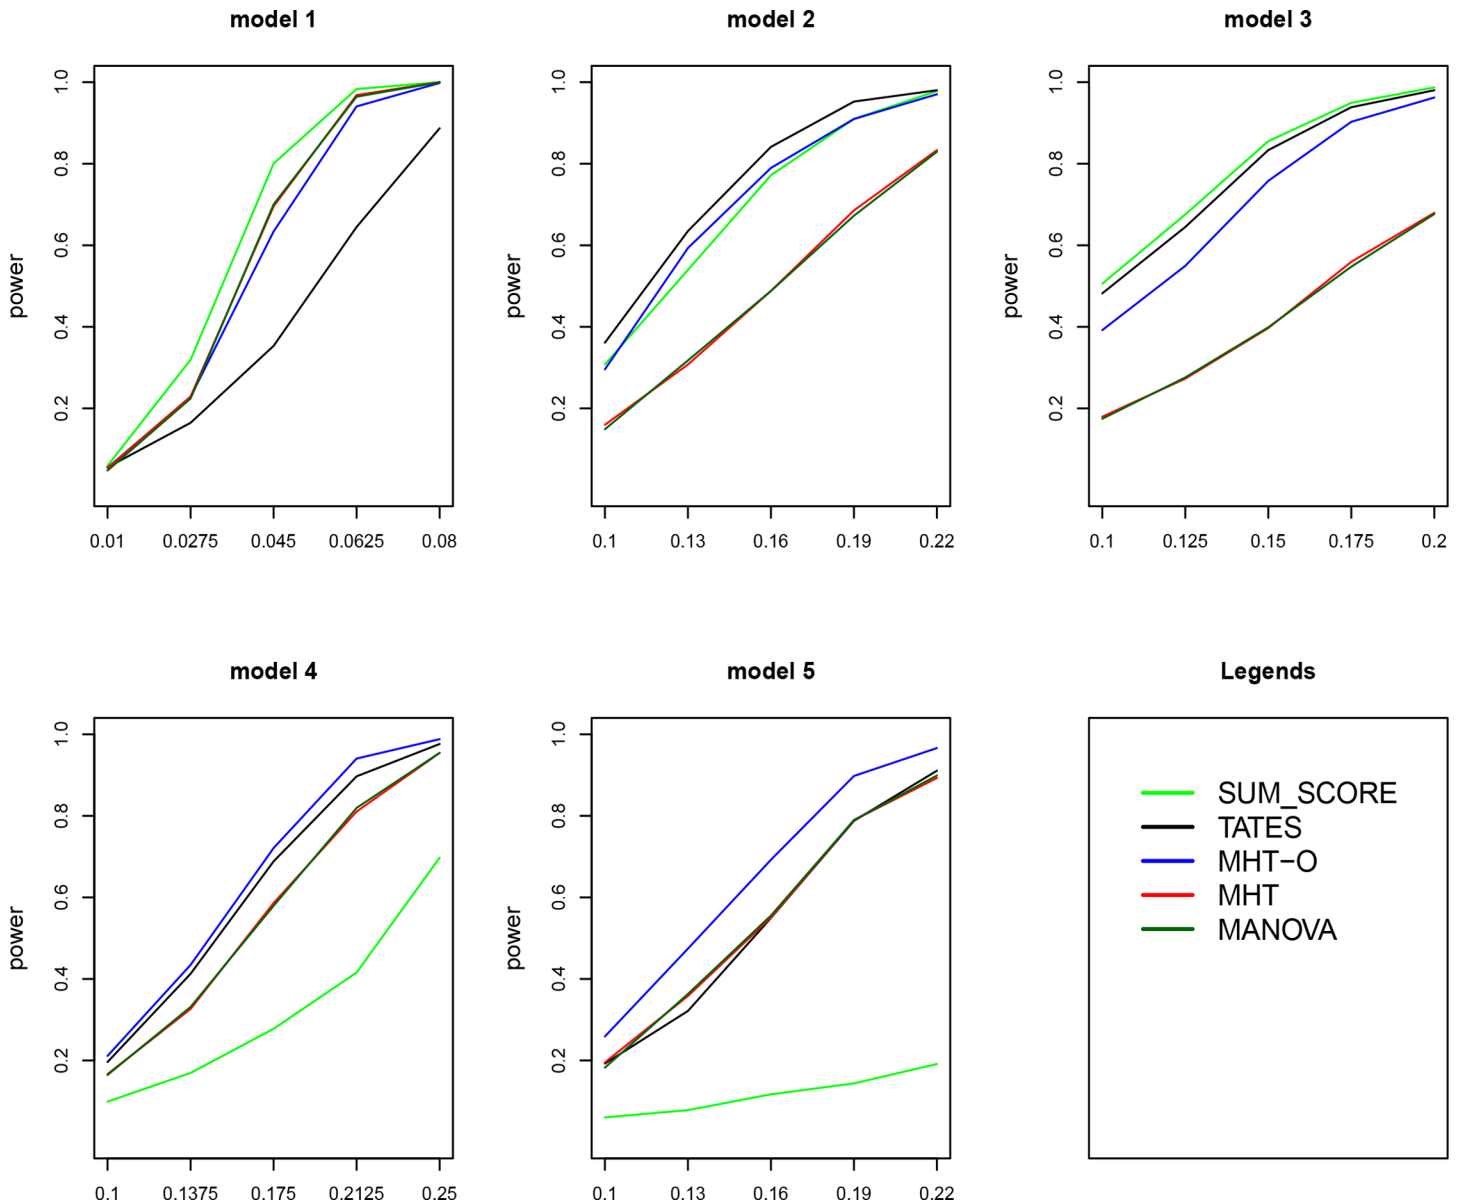 model 1
model 2
model 3
power
1.0
0.8
0.6
0.4
0.2
0.01 0.0275 0.045 0.0625 0.08
power
1.0
0.8
0.6
0.4
0.2
0.1 0.13 0.16 0.19 0.22
power
1.0
0.8
0.6
0.4
0.2
0.1 0.125 0.15 0.175 0.2
model 4
model 5
Legends
power
1.0
0.8
0.6
0.4
0.2
0.1 0.1375 0.175 0.2125 0.25
power
1.0
0.8
0.6
0.4
0.2
0.1 0.13 0.16 0.19 0.22
SUM_SCORE
TATES
MHT−O
MHT
MANOVA